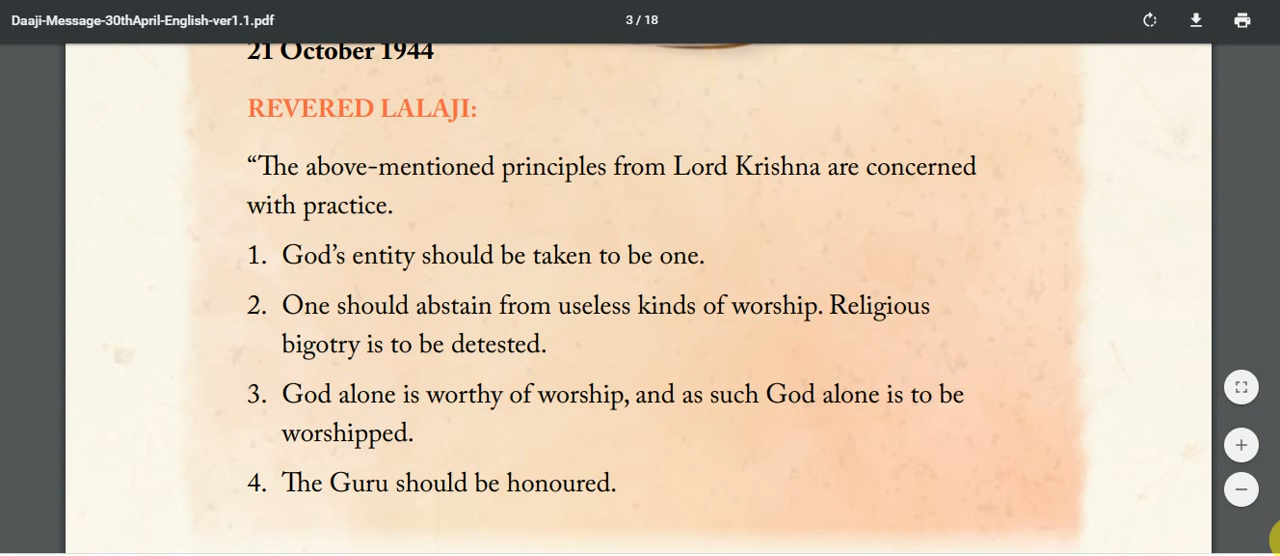 Daaji-Message-30thApril-English-ver1.1.pdf
3 / 18
21 October 1944
REVERED LALAJI:
“The above-mentioned principles from Lord Krishna are concerned
with practice.
1. God’s entity should be taken to be one.
2. One should abstain from useless kinds of worship. Religious
bigotry is to be detested.
3. God alone is worthy of worship, and as such God alone is to be
worshipped.
4. The Guru should be honoured.